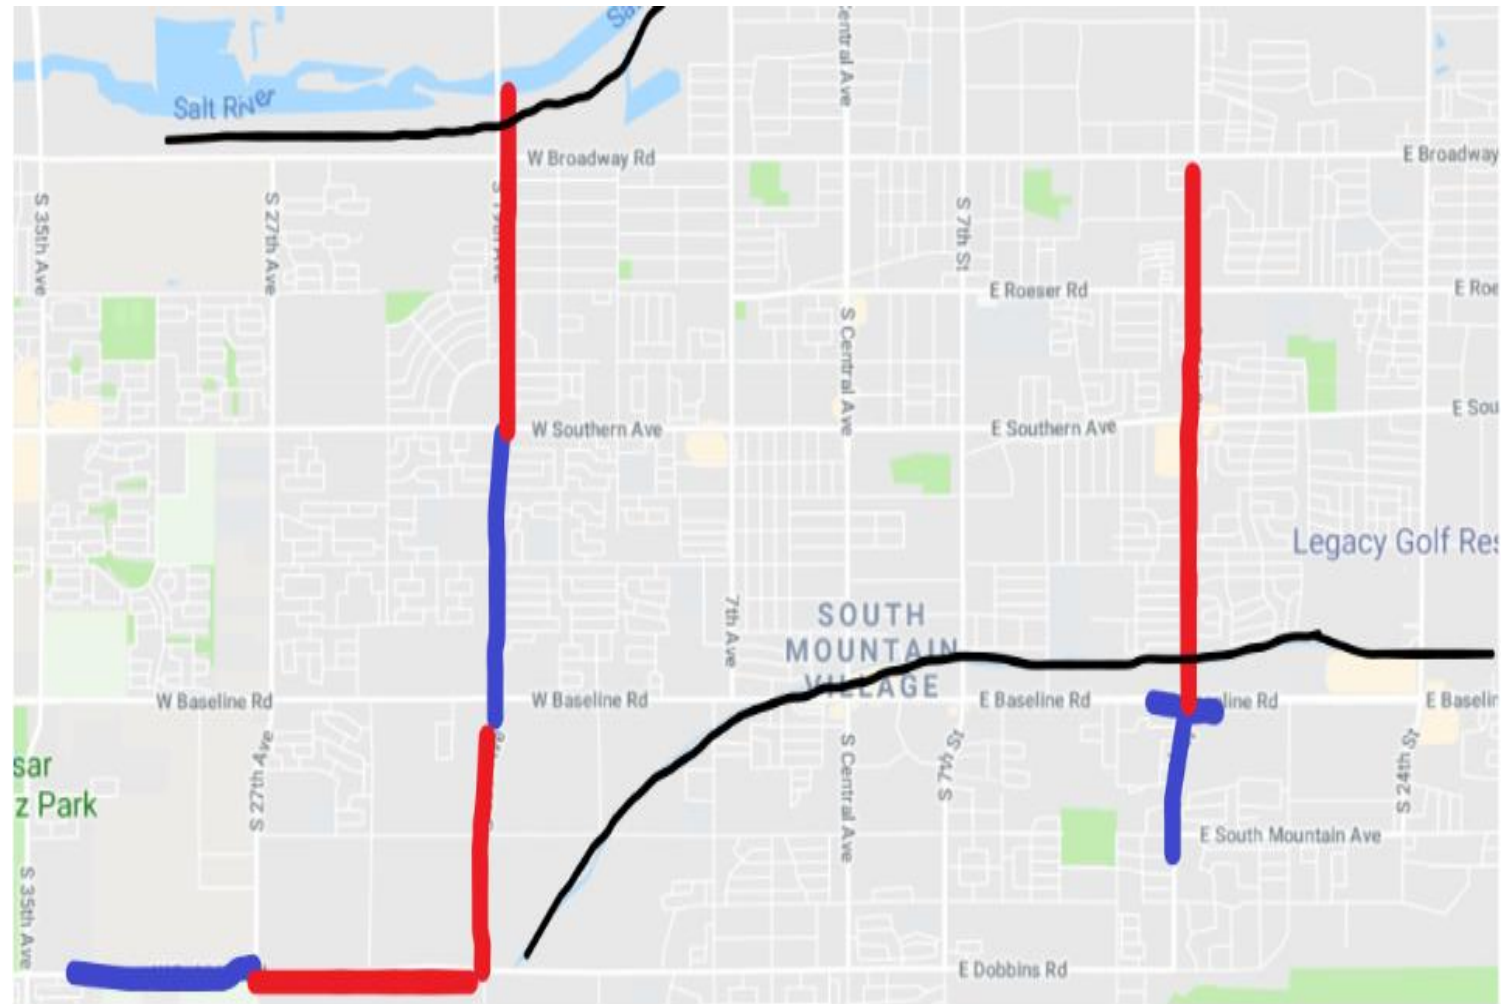 Salt River
W Broadway Rd
E Broadway
S 35th Ave
S 27th Ave
Central Ave
S 7th St
E Roeser Rd
E Roe
S Central Ave
W Southern Ave
E Southern Ave
E Sou
Legacy Golf Res
SOUTH
MOUNTAIN
VILLAGE
7th Ave
W Baseline Rd
W Baseline Rd
E Baseline Rd
line Rd
E Baselin
sar
z Park
S 27th Ave
S Central Ave
S 7th St
S 24th St
E South Mountain Ave
S 35th Ave
E Dobbins Rd